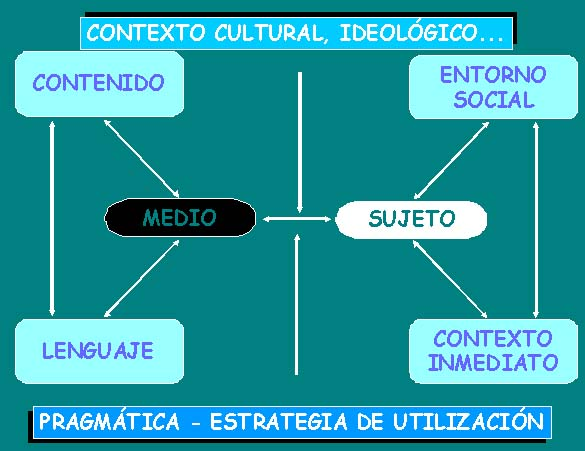 CONTEXTO CULTURAL, IDEOLÓGICO...
CONTENIDO
ENTORNO
SOCIAL
MEDIO
SUJETO
LENGUAJE
CONTEXTO
INMEDIATO
PRAGMÁTICA - ESTRATEGIA DE UTILIZACIÓN